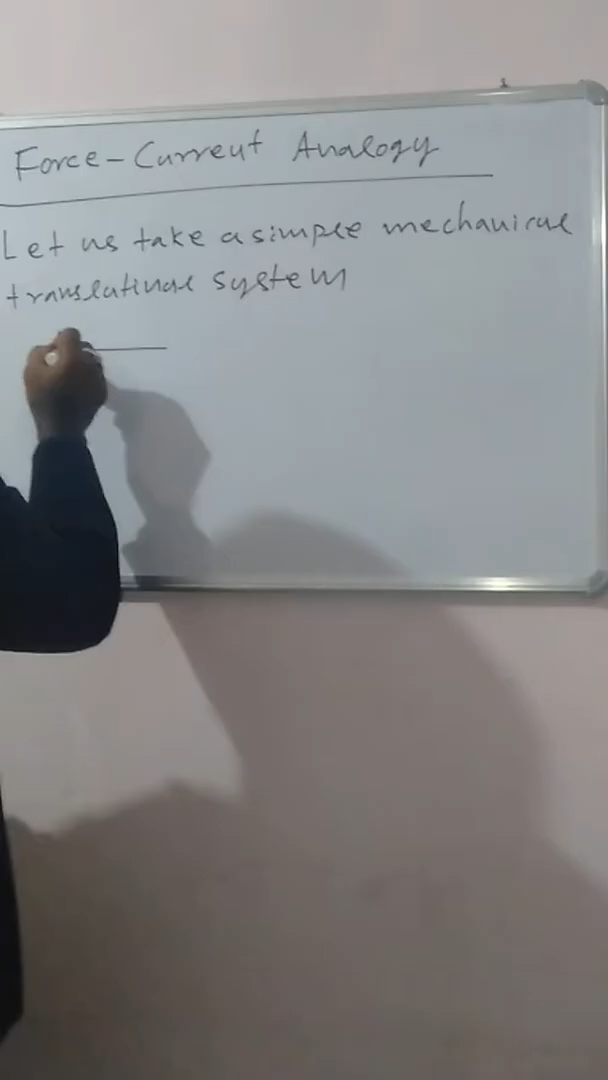 Force-Current Analogy
Let us take a simple mechanical
translational system